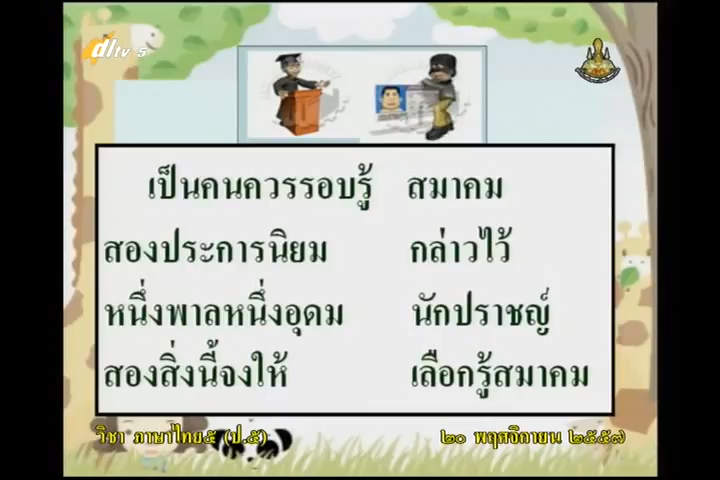 dltv 5
เป็นคนควรรอบรู้ สมาคม
สองประการนิยม กล่าวไว้
หนึ่งพาลหนึ่งอุดม นักปราชญ์
สองสิ่งนี้จงให้ เลือกรู้สมาคม
วิชา ภาษาไทย๕ (ป.๕) ๒๐ พฤศจิกายน ๒๕๕๗